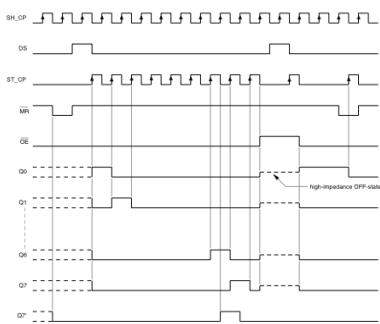 SH_CP
DS
ST_CP
MR
OE
Q0
high-impedance OFF-state
Q1
Q6
Q7
Q7'